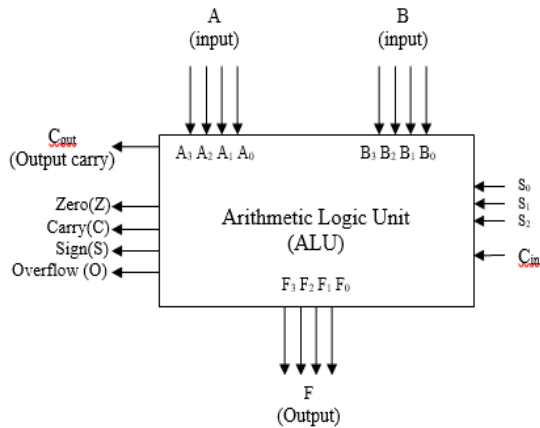 A
(input)
B
(input)
Cout
(Output carry)
A3 A2 A1 A0
B3 B2 B1 B0
S0
S1
S2
Zero(Z)
Carry(C)
Sign(S)
Overflow (O)
Arithmetic Logic Unit
(ALU)
Cin
F3 F2 F1 F0
F
(Output)